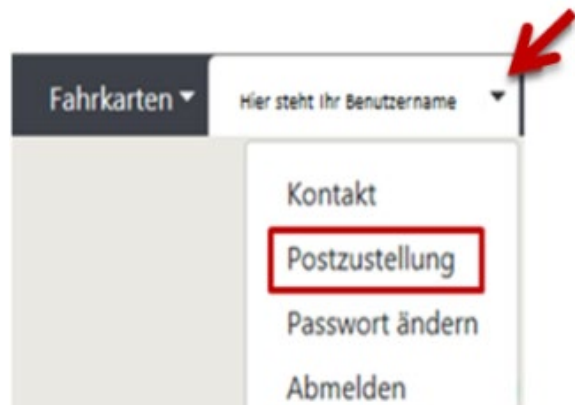 Fahrkarten Hier steht Ihr Benutzername
Kontakt
Postzustellung
Passwort ändern
Abmelden